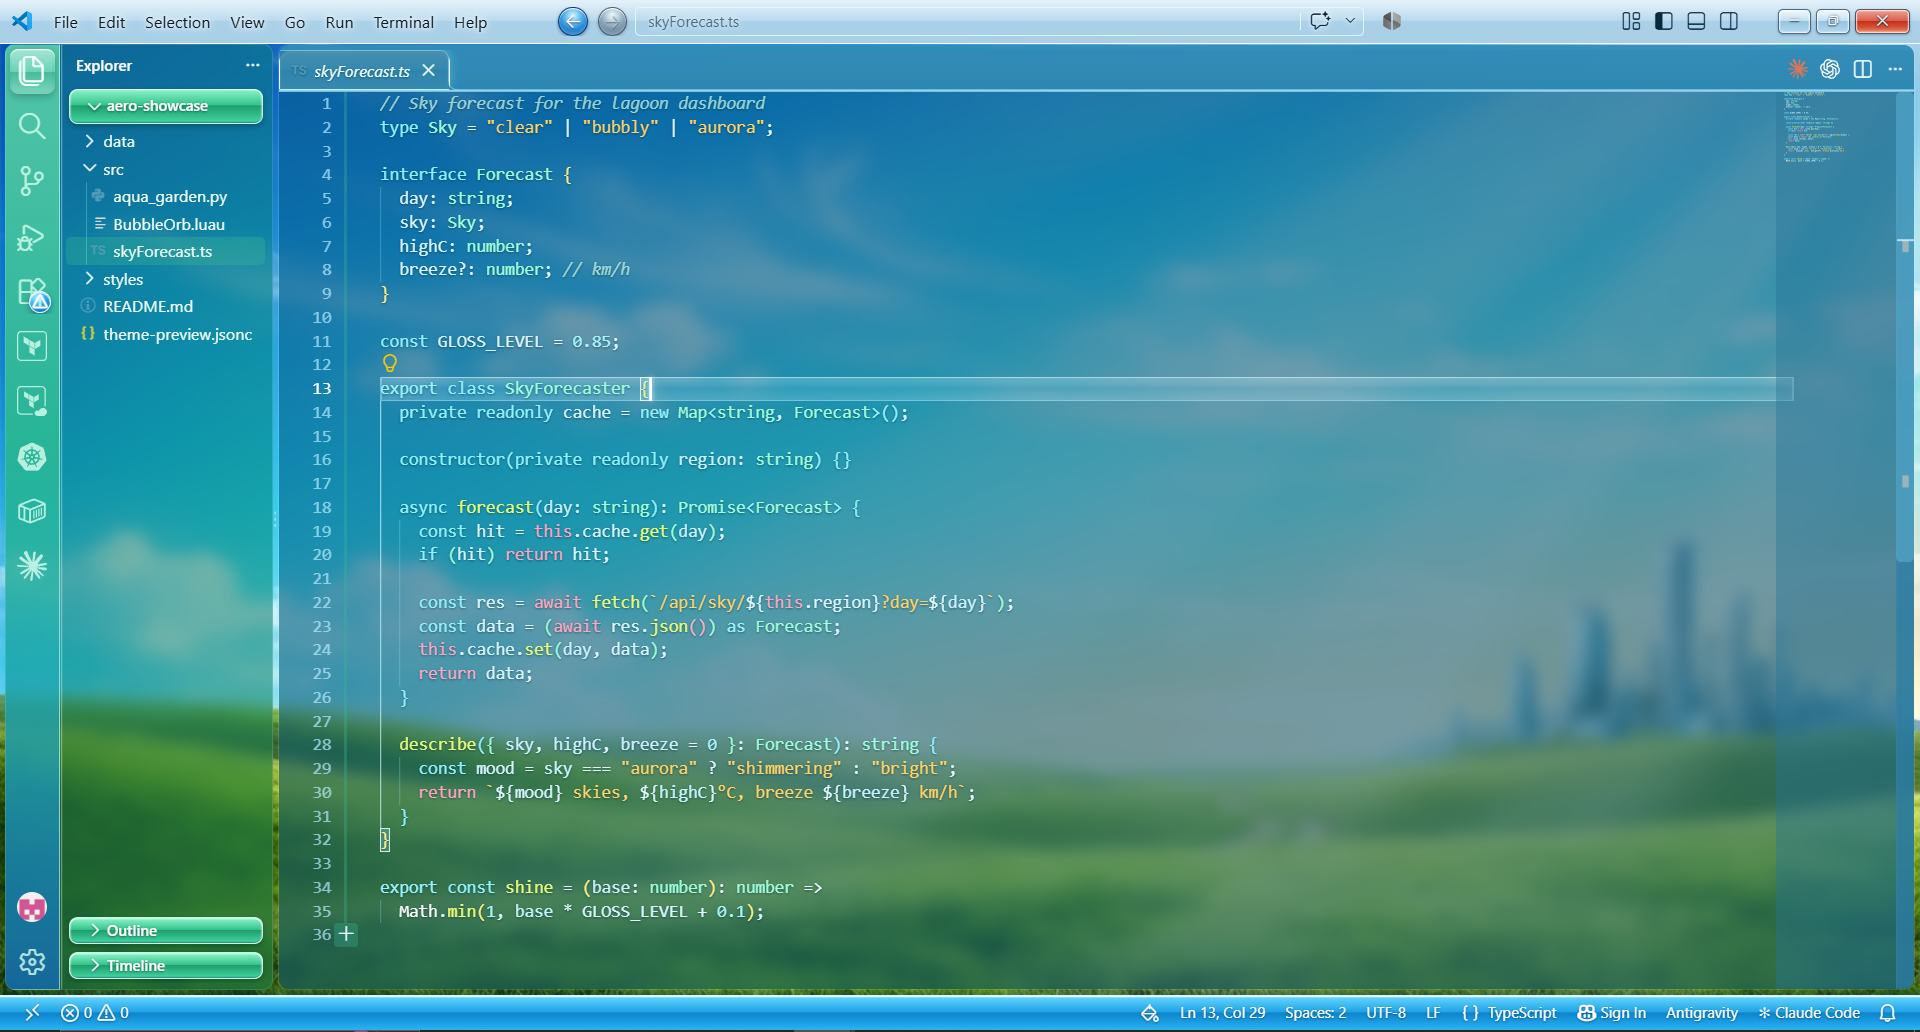 File Edit Selection View Go Run Terminal Help
skyForecast.ts
Explorer
aero-showcase
data
src
aqua_garden.py
BubbleOrb.luau
TS skyForecast.ts
styles
README.md
{} theme-preview.jsonc
Outline
Timeline
TS skyForecast.ts
1 // Sky forecast for the lagoon dashboard
2 type Sky = "clear" | "bubbly" | "aurora";
3
4 interface Forecast {
5 day: string;
6 sky: Sky;
7 highC: number;
8 breeze?: number; // km/h
9 }
10
11 const GLOSS_LEVEL = 0.85;
12
13 export class SkyForecaster {
14 private readonly cache = new Map<string, Forecast>();
15
16 constructor(private readonly region: string) {}
17
18 async forecast(day: string): Promise<Forecast> {
19 const hit = this.cache.get(day);
20 if (hit) return hit;
21
22 const res = await fetch(`/api/sky/${this.region}?day=${day}`);
23 const data = (await res.json()) as Forecast;
24 this.cache.set(day, data);
25 return data;
26 }
27
28 describe({ sky, highC, breeze = 0 }: Forecast): string {
29 const mood = sky === "aurora" ? "shimmering" : "bright";
30 return `${mood} skies, ${highC}°C, breeze ${breeze} km/h`;
31 }
32 }
33
34 export const shine = (base: number): number =>
35 Math.min(1, base * GLOSS_LEVEL + 0.1);
36
0 0 Ln 13, Col 29 Spaces: 2 UTF-8 LF {} TypeScript Sign In Antigravity Claude Code